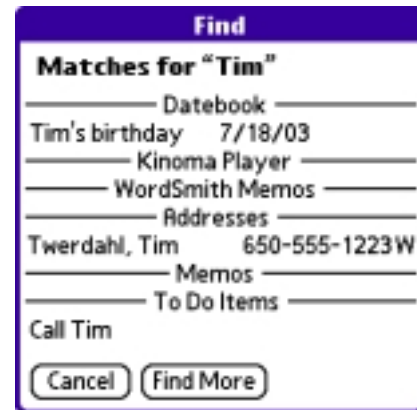 Find
Matches for “Tim”
Datebook
Tim's birthday 7/18/03
Kinoma Player
WordSmith Memos
Addresses
Twerdahl, Tim 650-555-1223W
Memos
To Do Items
Call Tim
Cancel Find More